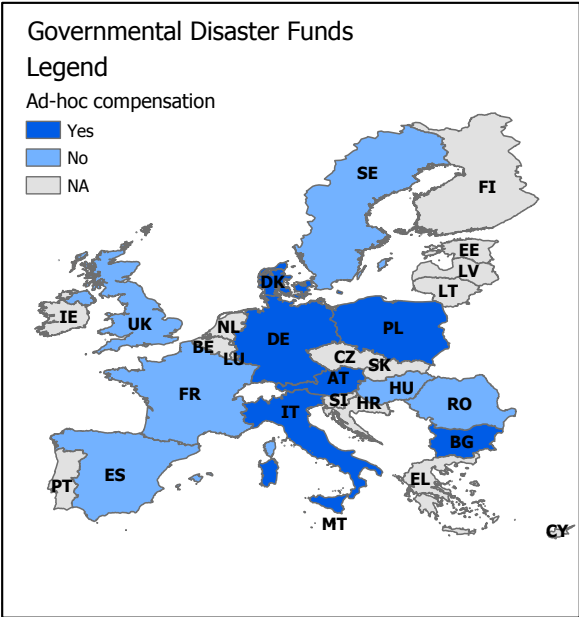 Governmental Disaster Funds
Legend
Ad-hoc compensation
Yes
No
NA
SE
FI
EE
LV
LT
DK
IE
UK
NL
BE
LU
DE
PL
CZ
SK
AT
HU
FR
SI
HR
RO
IT
BG
PT
ES
EL
MT
CY